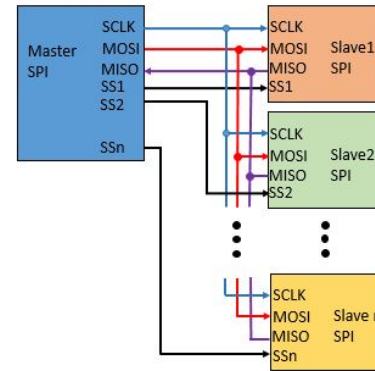 Master
SPI
SCLK
MOSI
MISO
SS1
SS2
SSn
SCLK
MOSI Slave1
MISO SPI
SS1
SCLK
MOSI Slave2
MISO SPI
SS2
SCLK
MOSI Slave n
MISO SPI
SSn